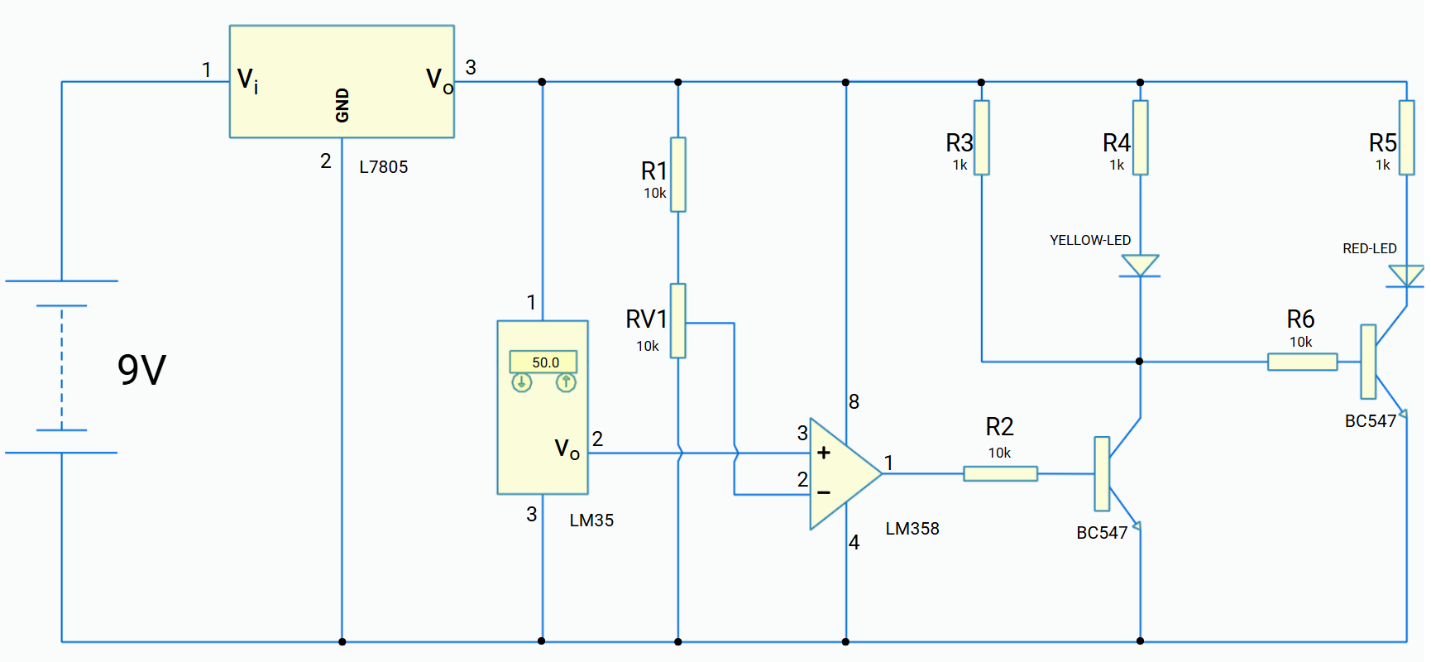 1
Vi
GND
Vo
3
2
L7805
9V
1
50.0
Vo
2
3
LM35
R1
10k
RV1
10k
8
3
+
2
−
1
4
LM358
R2
10k
R3
1k
R4
1k
YELLOW-LED
BC547
R5
1k
RED-LED
R6
10k
BC547